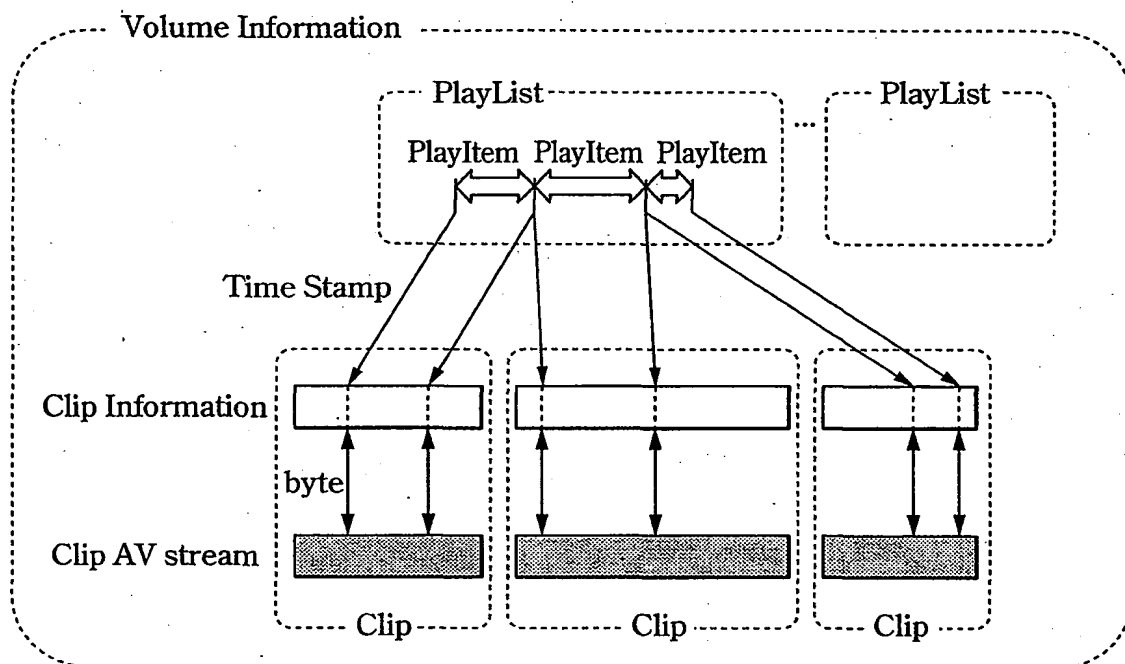 Volume Information
PlayList
PlayList
...
PlayItem PlayItem PlayItem
Time Stamp
Clip Information
byte
Clip AV stream
Clip
Clip
Clip